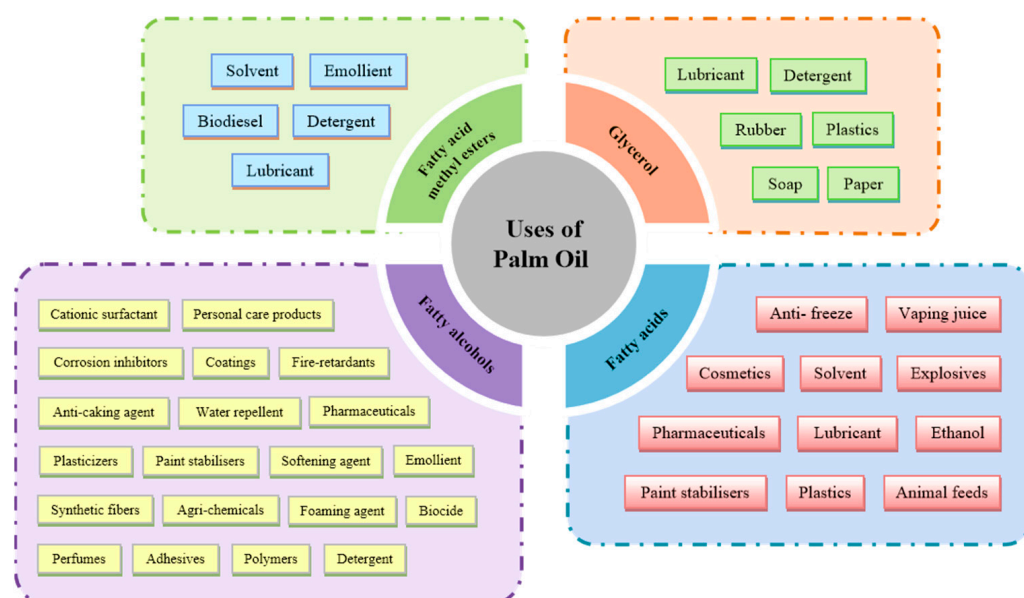 Solvent
Emollient
Biodiesel
Detergent
Lubricant
Fatty acid
methyl esters
Glycerol
Lubricant
Detergent
Rubber
Plastics
Soap
Paper
Uses of
Palm Oil
Fatty alcohols
Fatty acids
Cationic surfactant
Personal care products
Corrosion inhibitors
Coatings
Fire-retardants
Anti-caking agent
Water repellent
Pharmaceuticals
Plasticizers
Paint stabilisers
Softening agent
Emollient
Synthetic fibers
Agri-chemicals
Foaming agent
Biocide
Perfumes
Adhesives
Polymers
Detergent
Anti- freeze
Vaping juice
Cosmetics
Solvent
Explosives
Pharmaceuticals
Lubricant
Ethanol
Paint stabilisers
Plastics
Animal feeds